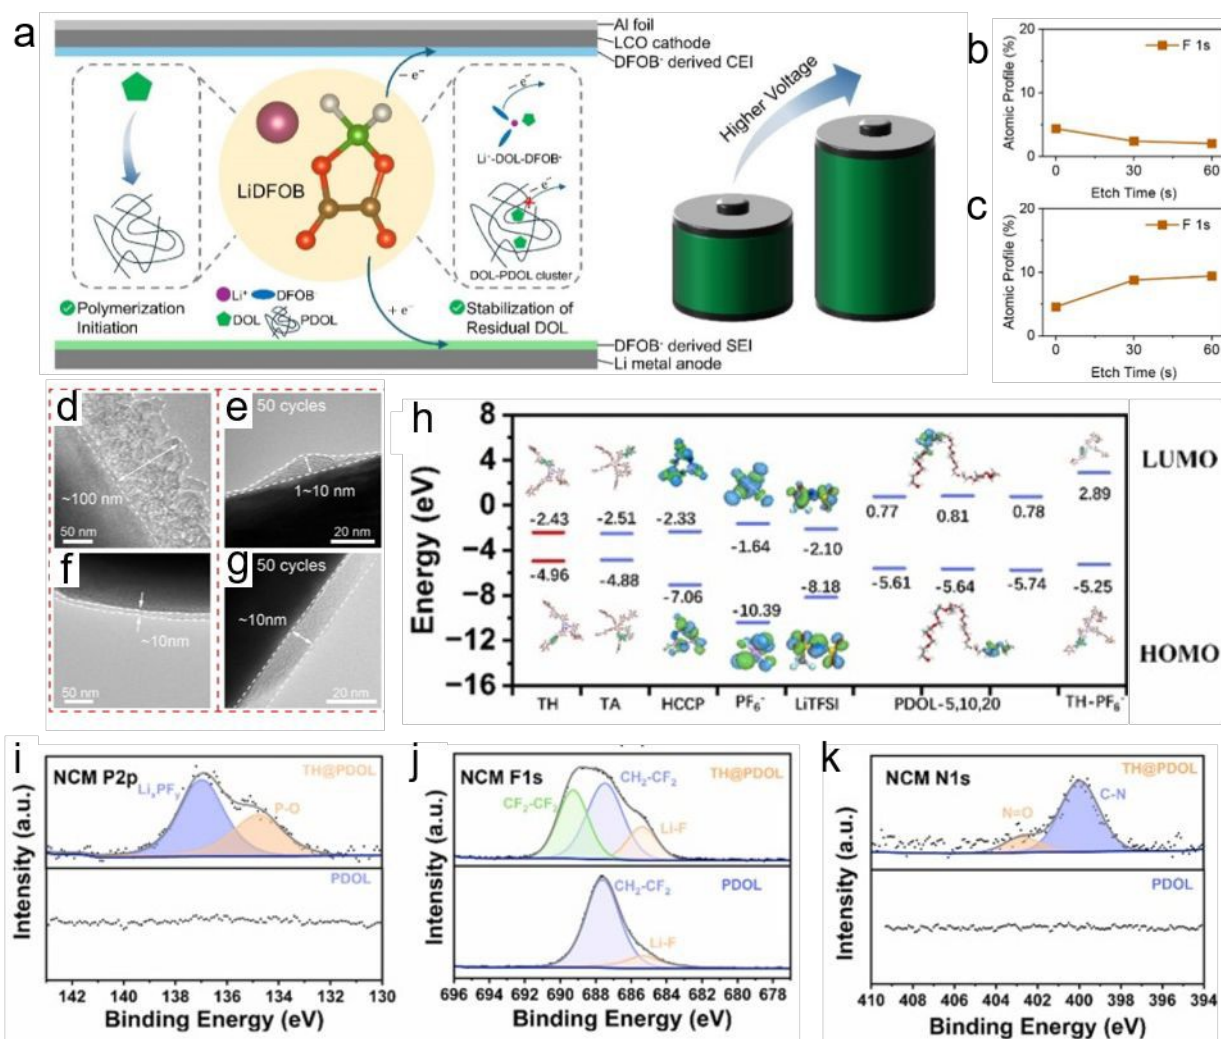 a
Al foil
LCO cathode
DFOB⁻ derived CEI
− e⁻
− e⁻
Li⁺-DOL-DFOB⁻
− e⁻
DOL-PDOL cluster
LiDFOB
Polymerization
Initiation
Li⁺ DFOB
DOL PDOL
+ e⁻
Stabilization of
Residual DOL
DFOB⁻ derived SEI
Li metal anode
Higher Voltage
b
F 1s
Atomic Profile (%)
20
10
0
0 30 60
Etch Time (s)
c
F 1s
Atomic Profile (%)
20
10
0
0 30 60
Etch Time (s)
d
~100 nm
50 nm
e
50 cycles
1~10 nm
20 nm
f
~10nm
50 nm
g
50 cycles
~10nm
20 nm
h
Energy (eV)
8
4
0
−4
−8
−12
−16
LUMO
HOMO
-2.43 -2.51 -2.33 -1.64 -2.10 0.77 0.81 0.78 2.89
-4.96 -4.88 -7.06 -10.39 -8.18 -5.61 -5.64 -5.74 -5.25
TH TA HCCP PF₆⁻ LiTFSI PDOL-5,10,20 TH-PF₆⁻
i
NCM P2p
TH@PDOL
LiₓPFᵧ
P-O
PDOL
Intensity (a.u.)
142 140 138 136 134 132 130
Binding Energy (eV)
j
NCM F1s
TH@PDOL
CH₂-CF₂
CF₂-CF₂
Li-F
PDOL
CH₂-CF₂
Li-F
Intensity (a.u.)
696 694 692 690 688 686 684 682 680 678
Binding Energy (eV)
k
NCM N1s
TH@PDOL
C-N
N=O
PDOL
Intensity (a.u.)
410 408 406 404 402 400 398 396 394
Binding Energy (eV)